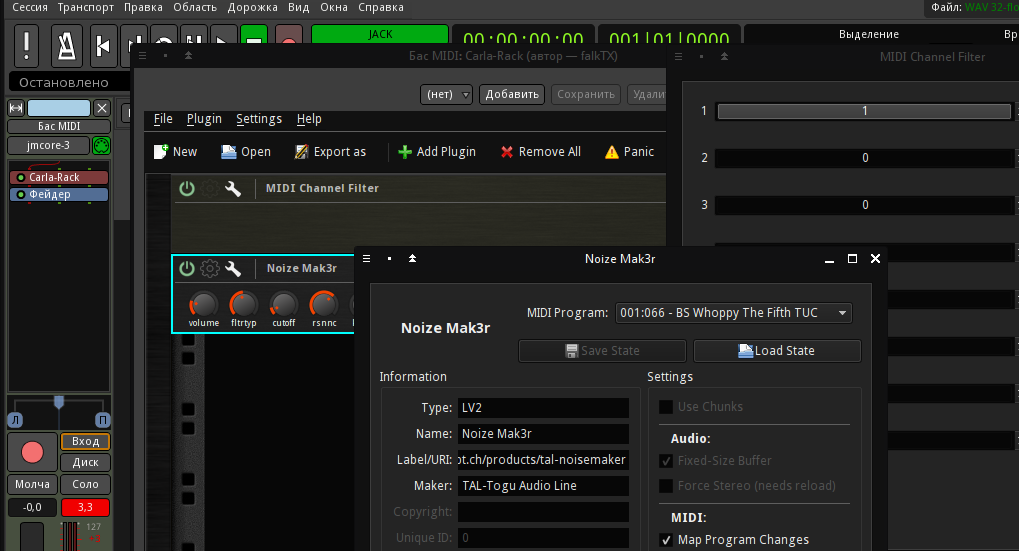 Сессия Транспорт Правка Область Дорожка Вид Окна Справка
Файл: WAV 32-flo
JACK
00:00:00:00
001|01|0000
Выделение
Вр
Остановлено
Бас MIDI: Carla-Rack (автор — falkTX)
MIDI Channel Filter
(нет) Добавить Сохранить Удали
File Plugin Settings Help
New Open Export as Add Plugin Remove All Panic
Бас MIDI
jmcore-3
Carla-Rack
Фейдер
MIDI Channel Filter
Noize Mak3r
volume fltrtyp cutoff rsnnc
1 1
2 0
3 0
Noize Mak3r
Noize Mak3r
MIDI Program: 001:066 - BS Whoppy The Fifth TUC
Save State Load State
Information
Type: LV2
Name: Noize Mak3r
Label/URI: ot.ch/products/tal-noisemaker
Maker: TAL-Togu Audio Line
Copyright:
Unique ID: 0
Settings
Use Chunks
Audio:
Fixed-Size Buffer
Force Stereo (needs reload)
MIDI:
Map Program Changes
Л П
Вход
Диск
Молча Соло
-0,0 3,3
127